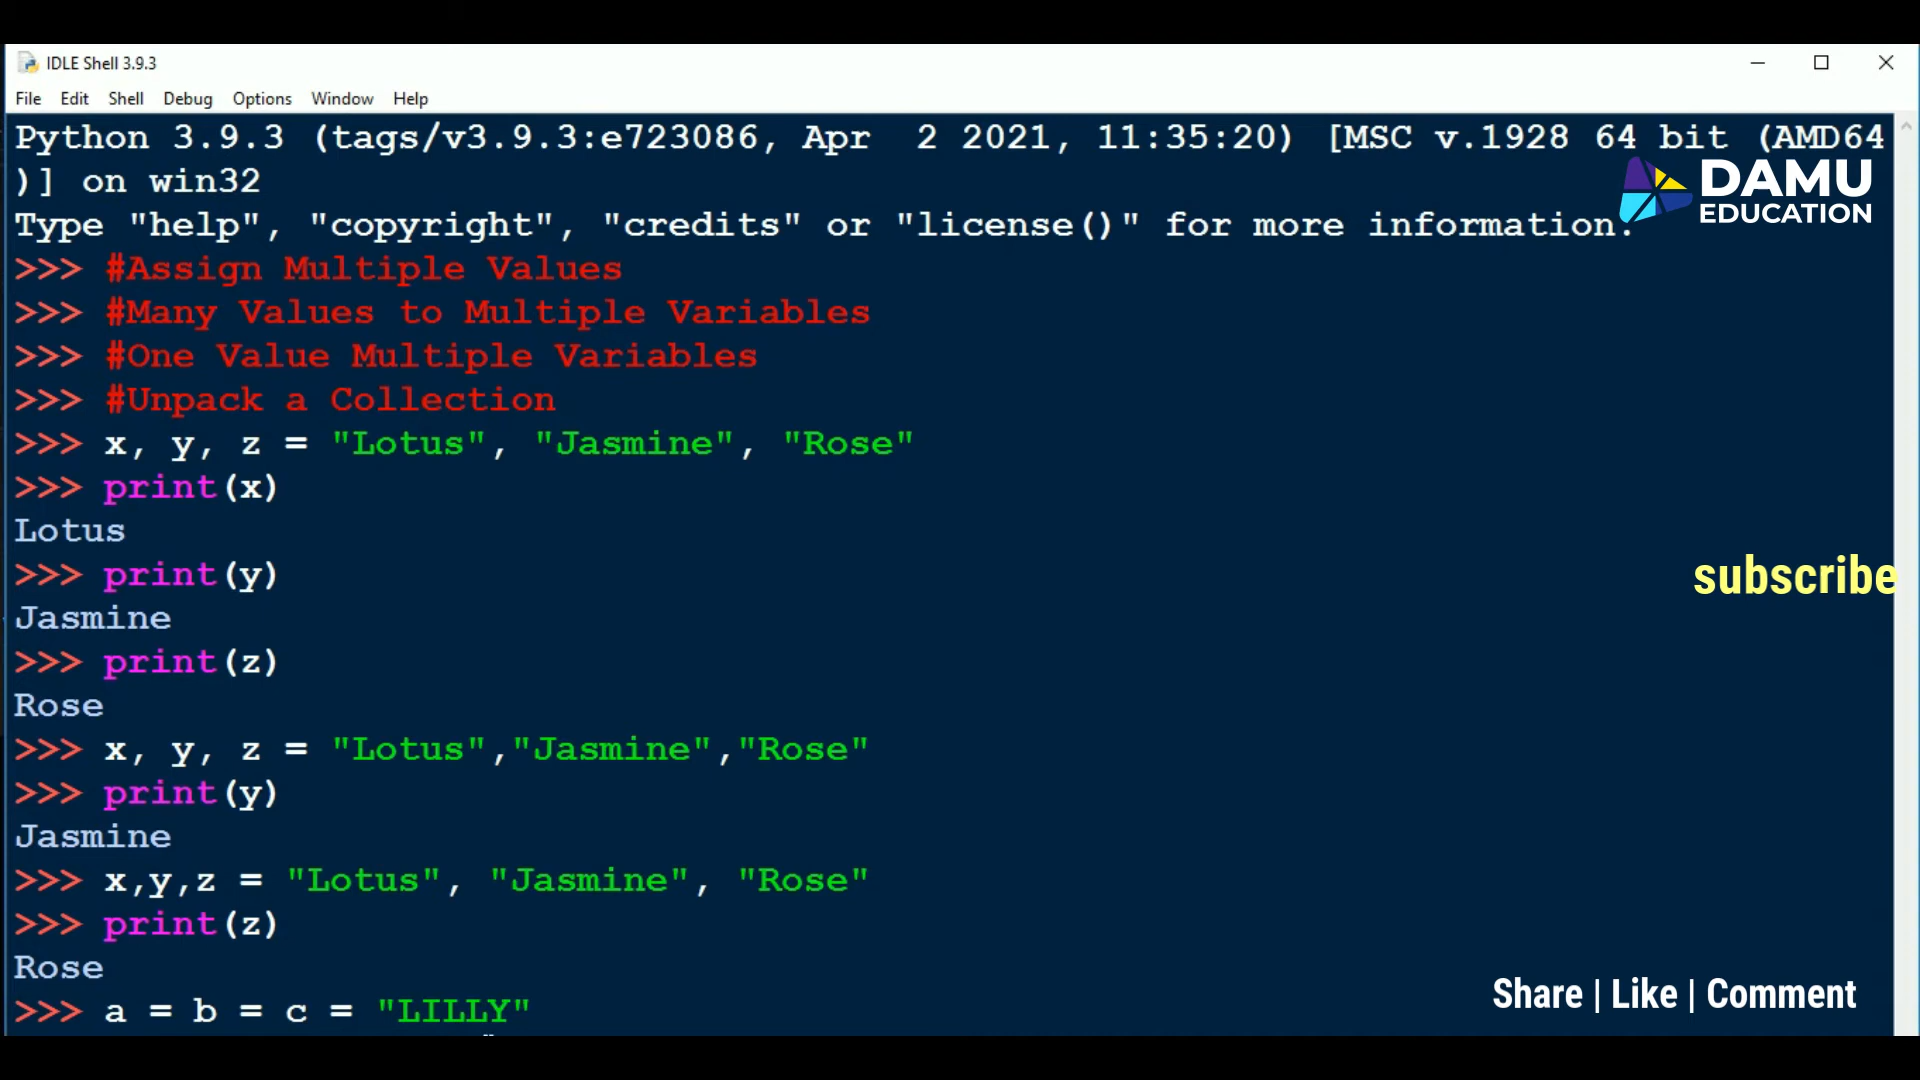 IDLE Shell 3.9.3
File Edit Shell Debug Options Window Help
Python 3.9.3 (tags/v3.9.3:e723086, Apr  2 2021, 11:35:20) [MSC v.1928 64 bit (AMD64
)] on win32
DAMU
EDUCATION
Type "help", "copyright", "credits" or "license()" for more information.
>>> #Assign Multiple Values
>>> #Many Values to Multiple Variables
>>> #One Value Multiple Variables
>>> #Unpack a Collection
>>> x, y, z = "Lotus", "Jasmine", "Rose"
>>> print(x)
Lotus
>>> print(y)
subscribe
Jasmine
>>> print(z)
Rose
>>> x, y, z = "Lotus","Jasmine","Rose"
>>> print(y)
Jasmine
>>> x,y,z = "Lotus", "Jasmine", "Rose"
>>> print(z)
Rose
Share | Like | Comment
>>> a = b = c = "LILLY"